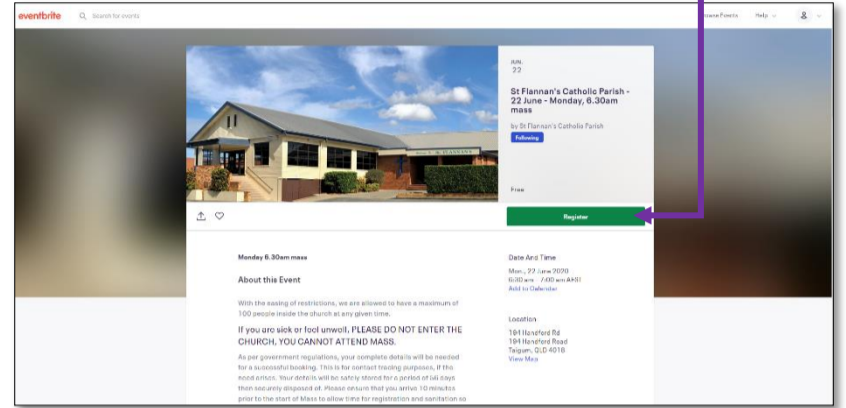 eventbrite
Search for events
Browse Events
Help
JUN.
22
St Flannan's Catholic Parish -
22 June - Monday, 6.30am
mass
by St Flannan's Catholic Parish
Following
Free
Register
Monday 6.30am mass
About this Event
With the easing of restrictions, we are allowed to have a maximum of
100 people inside the church at any given time.
If you are sick or feel unwell, PLEASE DO NOT ENTER THE
CHURCH, YOU CANNOT ATTEND MASS.
As per government regulations, your complete details will be needed
for a successful booking. This is for contact tracing purposes, if the
need arises. Your details will be safely stored for a period of 56 days
then securely disposed of. Please ensure that you arrive 10 minutes
prior to the start of Mass to allow time for registration and sanitation so
Date And Time
Mon., 22 June 2020
6:30 am - 7:00 am AEST
Add to Calendar
Location
194 Handford Rd
194 Handford Road
Taigum, QLD 4018
View Map